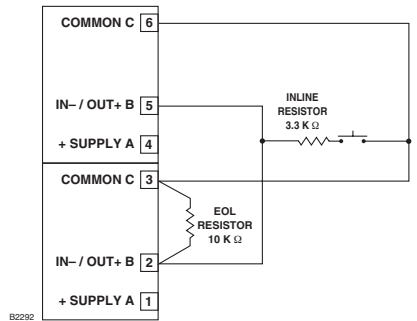 COMMON C 6
IN– / OUT+ B 5
+ SUPPLY A 4
COMMON C 3
IN– / OUT+ B 2
+ SUPPLY A 1
INLINE
RESISTOR
3.3 K Ω
EOL
RESISTOR
10 K Ω
B2292